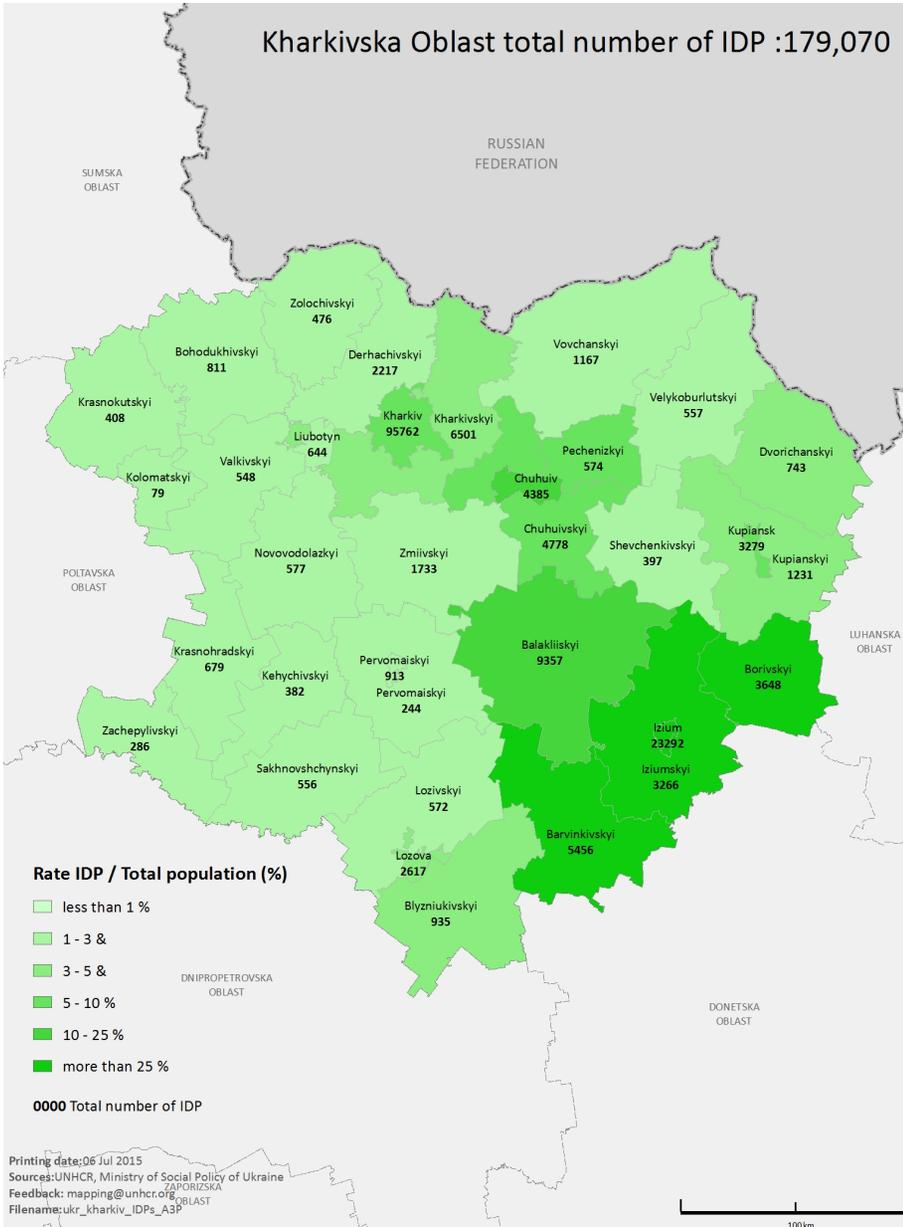 Kharkivska Oblast total number of IDP :179,070
RUSSIAN
FEDERATION
SUMSKA
OBLAST
Zolochivskyi
476
Bohodukhivskyi
811
Derhachivskyi
2217
Vovchanskyi
1167
Krasnokutskyi
408
Velykoburlutskyi
557
Kharkiv
95762
Kharkivskyi
6501
Liubotyn
644
Pechenizkyi
574
Dvorichanskyi
743
Valkivskyi
548
Kolomatskyi
79
Chuhuiv
4385
Chuhuivskyi
4778
Kupiansk
3279
Shevchenkivskyi
397
Kupianskyi
1231
Novovodolazkyi
577
Zmiivskyi
1733
POLTAVSKA
OBLAST
LUHANSKA
OBLAST
Krasnohradskyi
679
Kehychivskyi
382
Pervomaiskyi
913
Pervomaiskyi
244
Balakliiskyi
9357
Borivskyi
3648
Zachepylivskyi
286
Izium
23292
Iziumskyi
3266
Sakhnovshchynskyi
556
Lozivskyi
572
Barvinkivskyi
5456
Lozova
2617
Blyzniukivskyi
935
Rate IDP / Total population (%)
less than 1 %
1 - 3 &
3 - 5 &
5 - 10 %
10 - 25 %
more than 25 %
0000 Total number of IDP
DNIPROPETROVSKA
OBLAST
DONETSKA
OBLAST
Printing date:06 Jul 2015
Sources:UNHCR, Ministry of Social Policy of Ukraine
Feedback: mapping@unhcr.org
Filename:ukr_kharkiv_IDPs_A3P
ZAPORIZSKA
OBLAST
100km